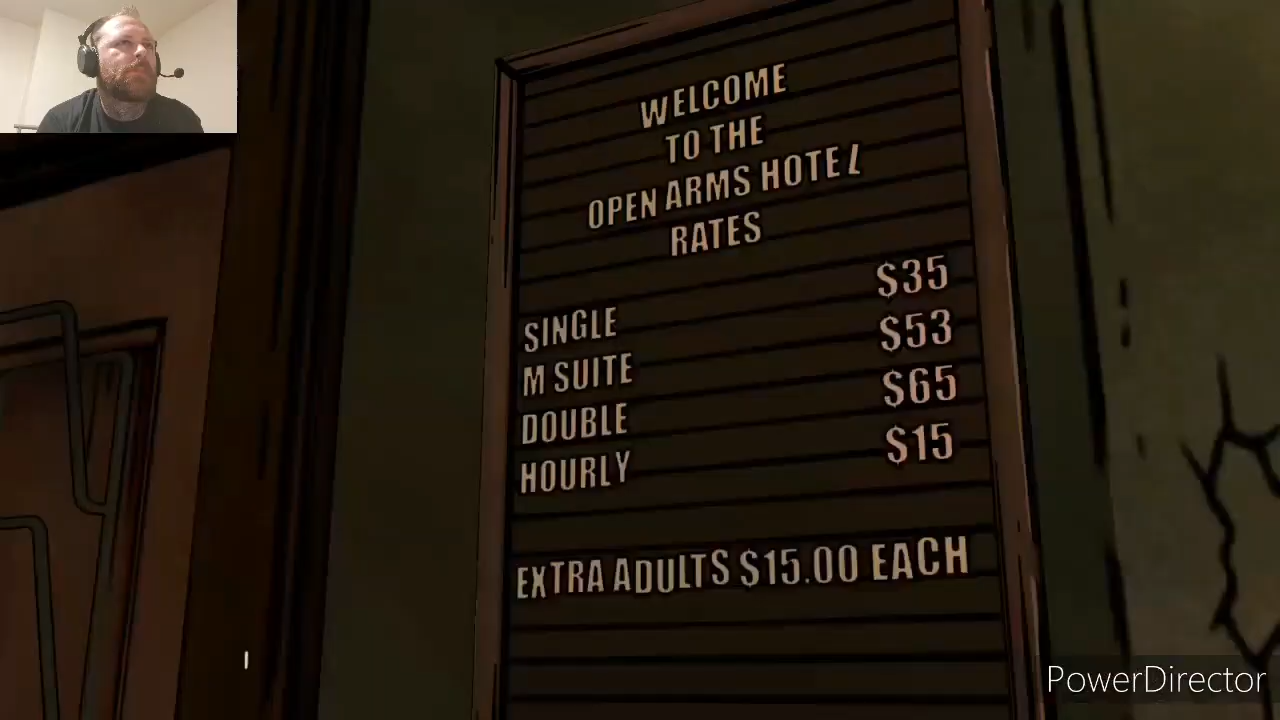 WELCOME
TO THE
OPEN ARMS HOTEL
RATES
SINGLE $35
M SUITE $53
DOUBLE $65
HOURLY $15
EXTRA ADULTS $15.00 EACH
PowerDirector